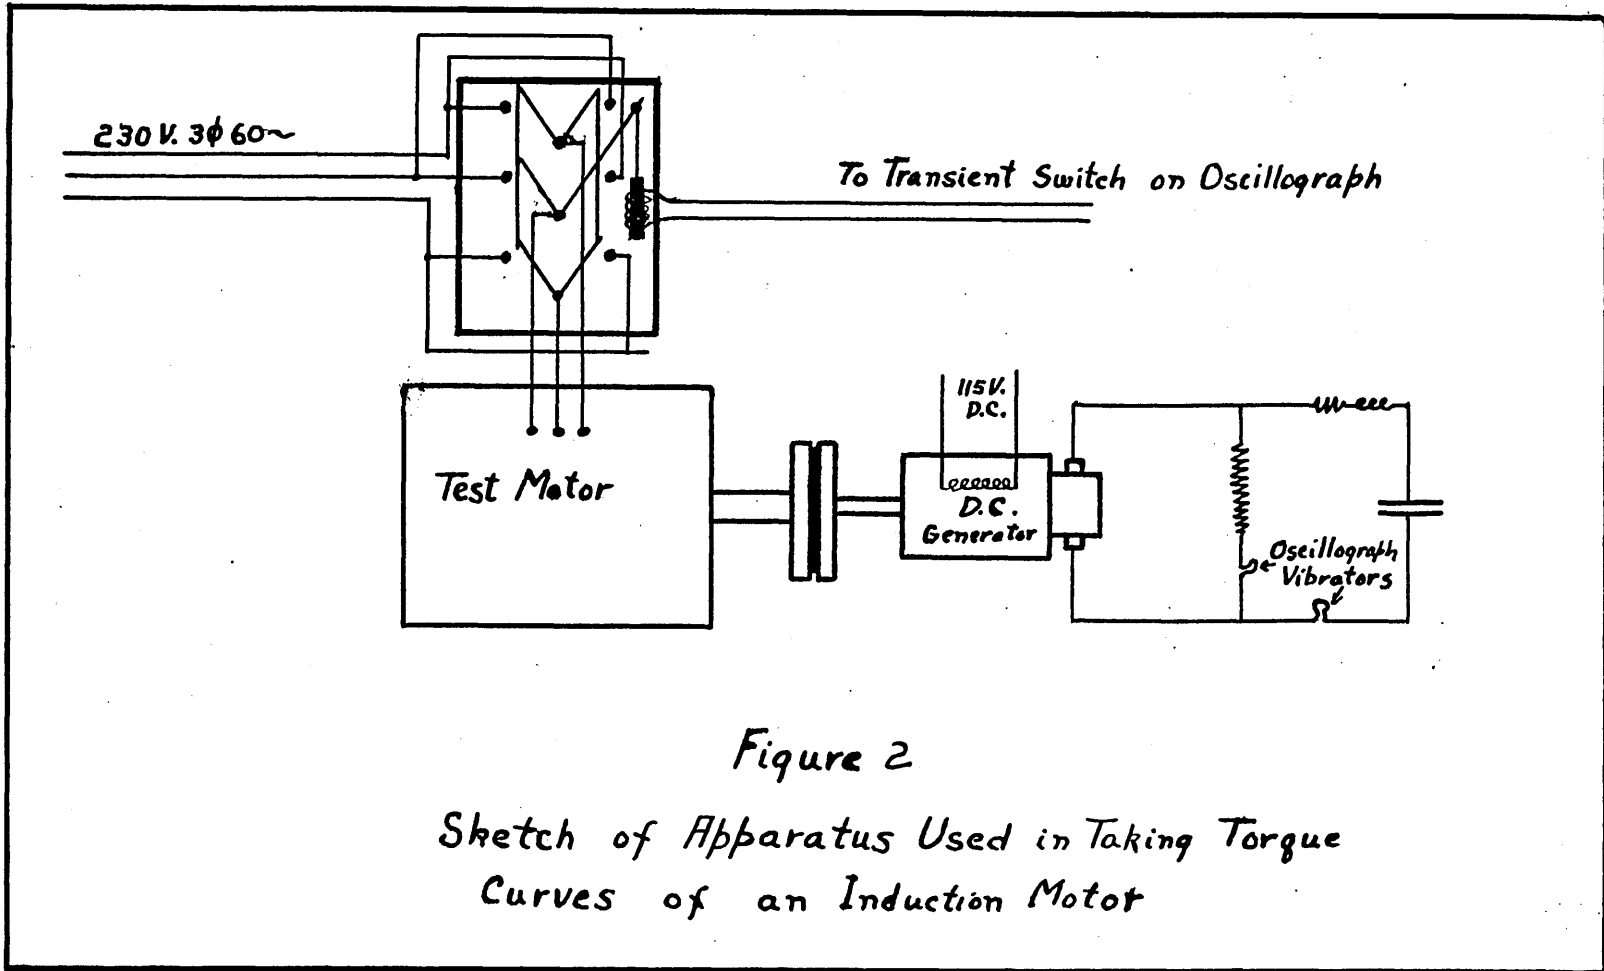 230 V. 3ϕ 60~
To Transient Switch on Oscillograph
115V.
D.C.
Test Motor
D.C.
Generator
Oscillograph
Vibrators
Figure 2
Sketch of Apparatus Used in Taking Torque
Curves of an Induction Motor